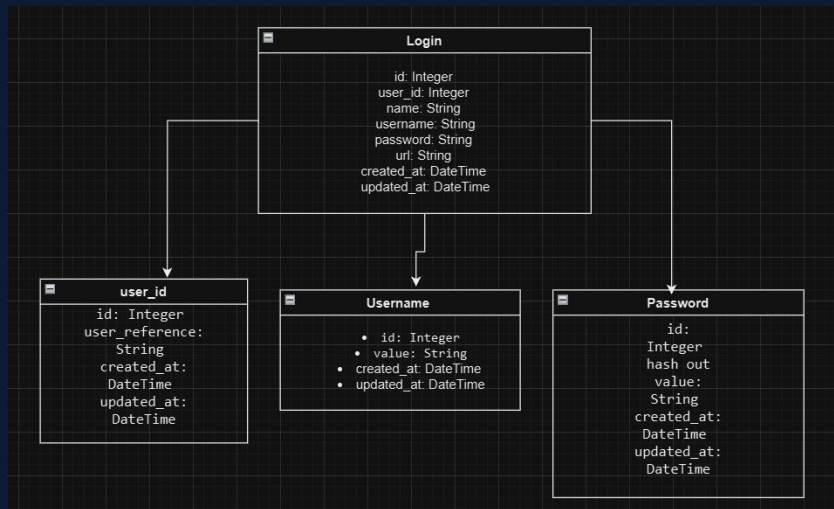 Login
id: Integer
user_id: Integer
name: String
username: String
password: String
url: String
created_at: DateTime
updated_at: DateTime
user_id
id: Integer
user_reference:
String
created_at:
DateTime
updated_at:
DateTime
Username
• id: Integer
• value: String
• created_at: DateTime
• updated_at: DateTime
Password
id:
Integer
hash out
value:
String
created_at:
DateTime
updated_at:
DateTime